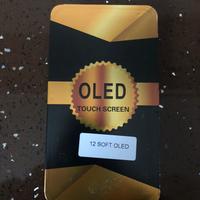 OLED
TOUCH SCREEN
12 SOFT OLED